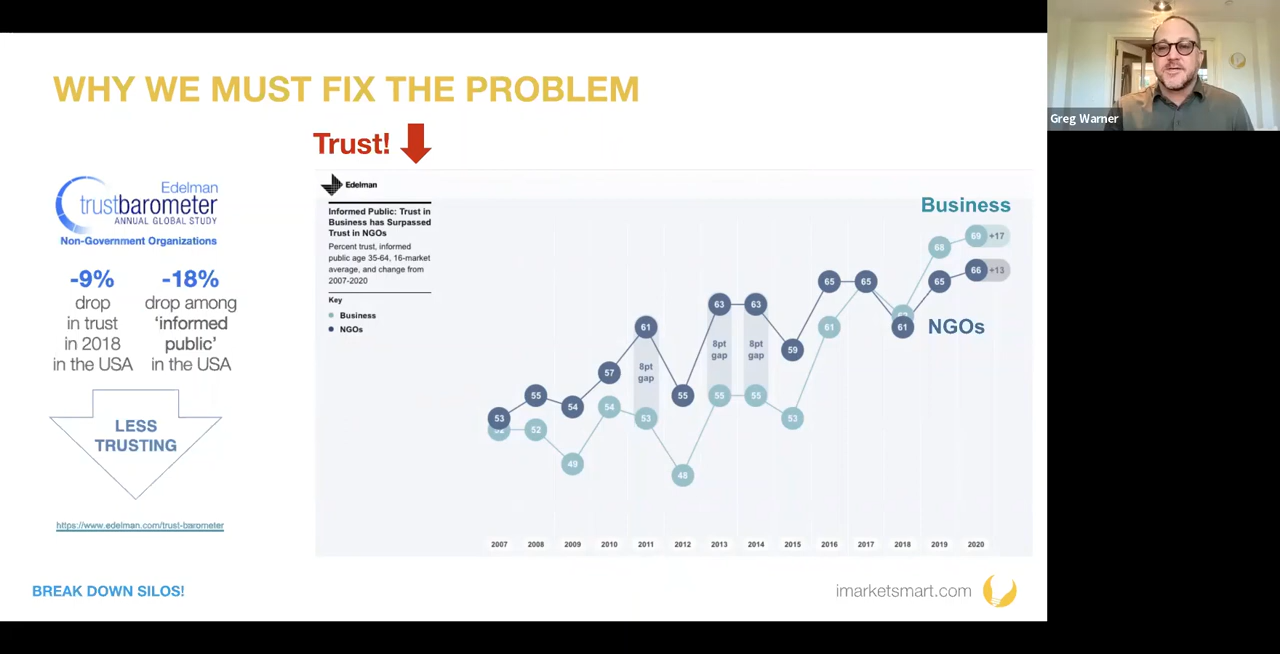 WHY WE MUST FIX THE PROBLEM
Greg Warner
Trust!
Edelman
trustbarometer
ANNUAL GLOBAL STUDY
Non-Government Organizations
-9%
drop
in trust
in 2018
in the USA
-18%
drop among
'informed
public'
in the USA
LESS
TRUSTING
https://www.edelman.com/trust-barometer
Edelman
Informed Public: Trust in
Business has Surpassed
Trust in NGOs
Percent trust, informed
public age 35-64, 16-market
average, and change from
2007-2020
Key
Business
NGOs
Business
69 +17
68
66 +13
65 65 65
NGOs
63 63
61 61 61
59
57
8pt
gap
8pt
gap
8pt
gap
55 55 55 55
54 54
53 53 53
52 52
49
48
2007 2008 2009 2010 2011 2012 2013 2014 2015 2016 2017 2018 2019 2020
BREAK DOWN SILOS!
imarketsmart.com